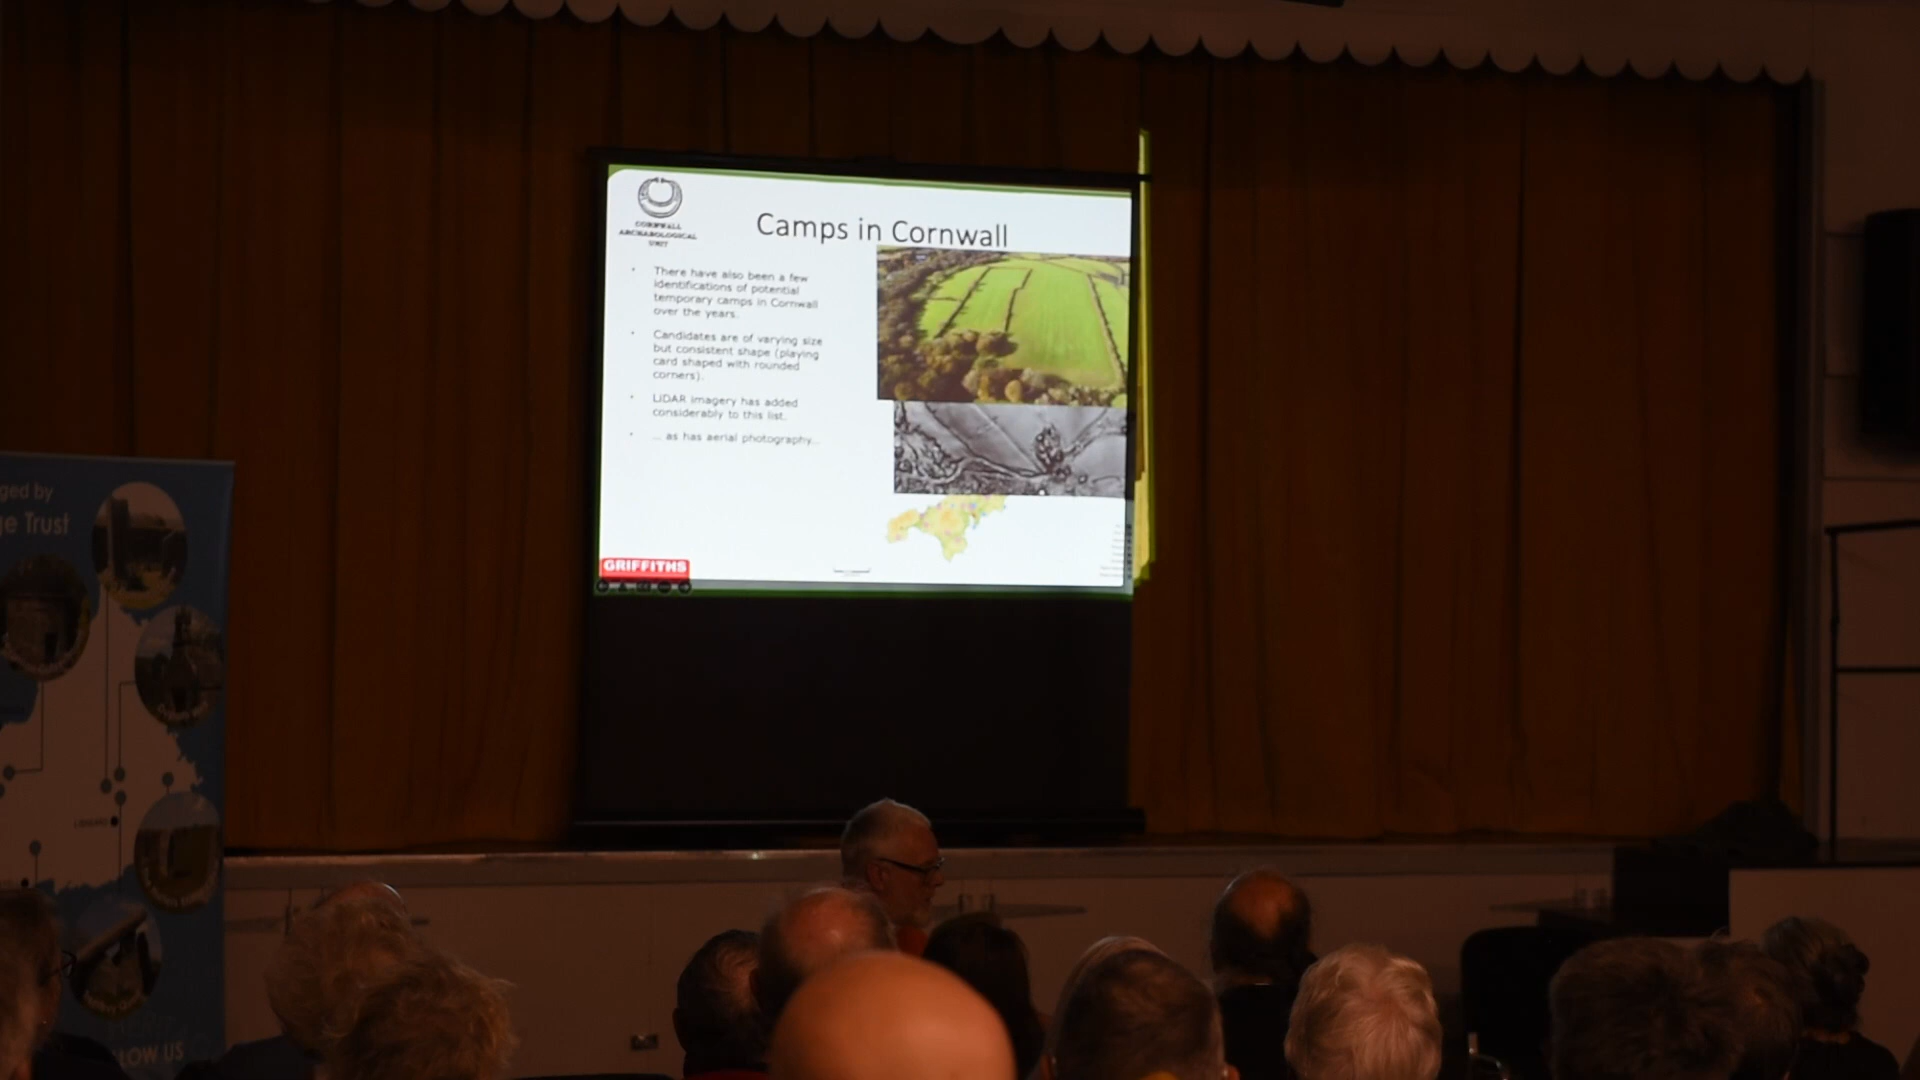 CORNWALL
ARCHAEOLOGICAL
UNIT
Camps in Cornwall
There have also been a few
identifications of potential
temporary camps in Cornwall
over the years.
Candidates are of varying size
but consistent shape (playing
card shaped with rounded
corners).
LiDAR imagery has added
considerably to this list.
... as has aerial photography...
GRIFFITHS
ged by
ge Trust
LOW US